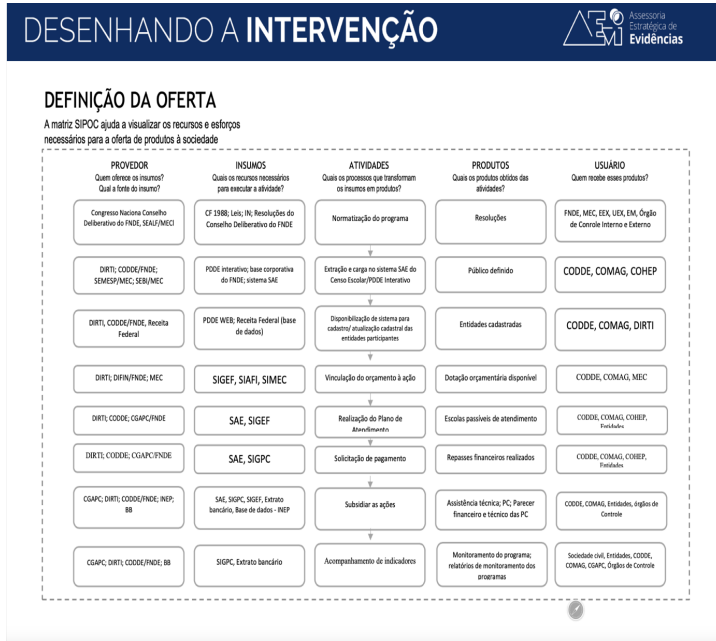 DESENHANDO A INTERVENÇÃO
Assessoria
Estratégica de
Evidências
DEFINIÇÃO DA OFERTA
A matriz SIPOC ajuda a visualizar os recursos e esforços
necessários para a oferta de produtos à sociedade
PROVEDOR
Quem oferece os insumos?
Qual a fonte do insumo?
INSUMOS
Quais os recursos necessários
para executar a atividade?
ATIVIDADES
Quais os processos que transformam
os insumos em produtos?
PRODUTOS
Quais os produtos obtidos das
atividades?
USUÁRIO
Quem recebe esses produtos?
Congresso Naciona Conselho
Deliberativo do FNDE, SEALF/MECl
CF 1988; Leis; IN; Resoluções do
Conselho Deliberativo do FNDE
Normatização do programa
Resoluções
FNDE, MEC, EEX, UEX, EM, Órgão
de Controle Interno e Externo
DIRTI; CODDE/FNDE;
SEMESP/MEC; SEBI/MEC
PDDE interativo; base corporativa
do FNDE; sistema SAE
Extração e carga no sistema SAE do
Censo Escolar/PDDE Interativo
Público definido
CODDE, COMAG, COHEP
DIRTI, CODDE/FNDE, Receita
Federal
PDDE WEB; Receita Federal (base
de dados)
Disponibilização de sistema para
cadastro/ atualização cadastral das
entidades participantes
Entidades cadastradas
CODDE, COMAG, DIRTI
DIRTI; DIFIN/FNDE; MEC
SIGEF, SIAFI, SIMEC
Vinculação do orçamento à ação
Dotação orçamentária disponível
CODDE, COMAG, MEC
DIRTI; CODDE; CGAPC/FNDE
SAE, SIGEF
Realização do Plano de
Atendimento
Escolas passíveis de atendimento
CODDE, COMAG, COHEP,
Entidades
DIRTI; CODDE; CGAPC/FNDE
SAE, SIGPC
Solicitação de pagamento
Repasses financeiros realizados
CODDE, COMAG, COHEP,
Entidades
CGAPC; DIRTI; CODDE/FNDE; INEP;
BB
SAE, SIGPC, SIGEF, Extrato
bancário, Base de dados - INEP
Subsidiar as ações
Assistência técnica; PC; Parecer
financeiro e técnico das PC
CODDE, COMAG, Entidades, órgãos de
Controle
CGAPC; DIRTI; CODDE/FNDE; BB
SIGPC, Extrato bancário
Acompanhamento de indicadores
Monitoramento do programa;
relatórios de monitoramento dos
programas
Sociedade civil, Entidades, CODDE,
COMAG, CGAPC, Órgãos de Controle